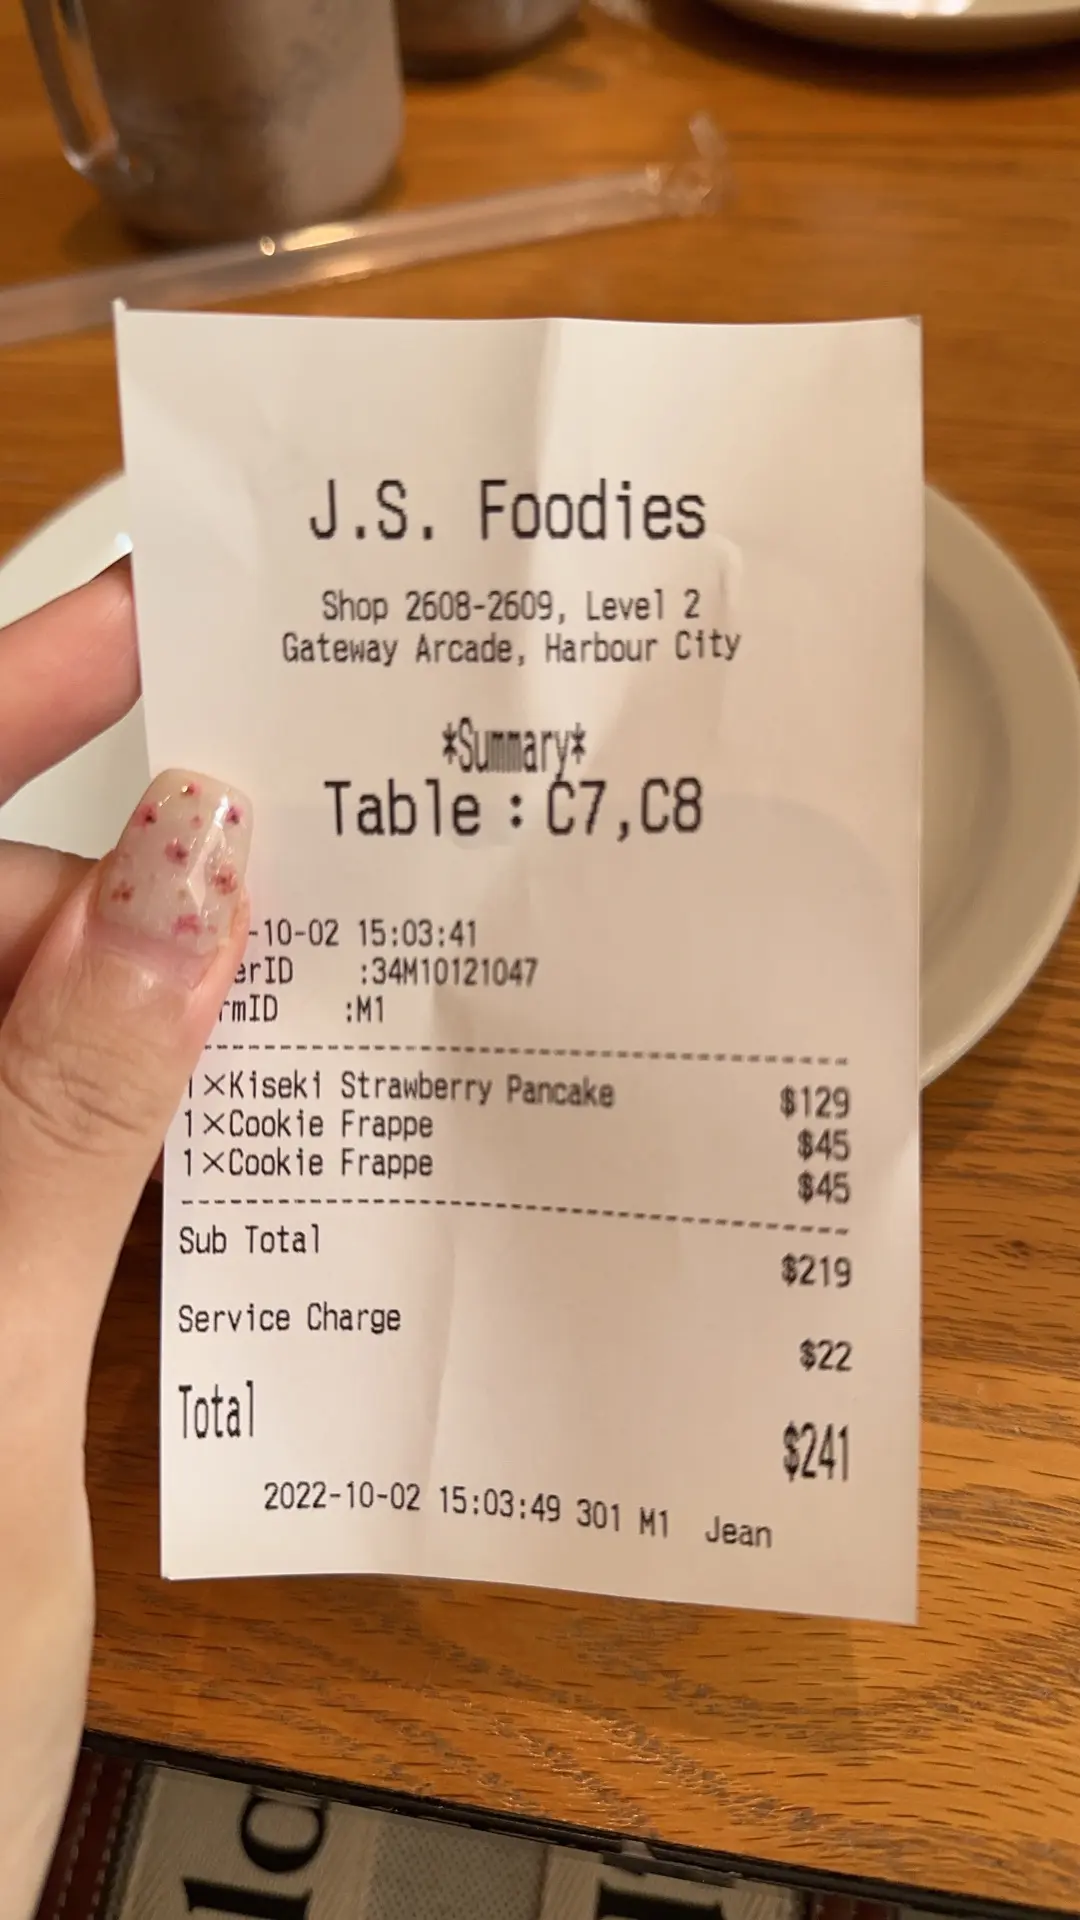 J.S. Foodies
Shop 2608-2609, Level 2
Gateway Arcade, Harbour City
*Summary*
Table : C7,C8
-10-02 15:03:41
erID :34M10121047
rmID :M1
1×Kiseki Strawberry Pancake $129
1×Cookie Frappe $45
1×Cookie Frappe $45
Sub Total $219
Service Charge $22
Total $241
2022-10-02 15:03:49 301 M1 Jean